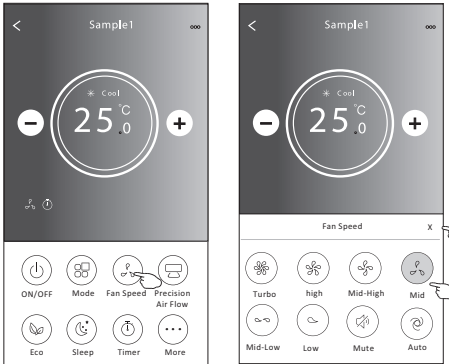 Sample1
Cool
25.0°C
ON/OFF
Mode
Fan Speed
Precision
Air Flow
Eco
Sleep
Timer
More
Sample1
Cool
25.0°C
Fan Speed
X
Turbo
high
Mid-High
Mid
Mid-Low
Low
Mute
Auto